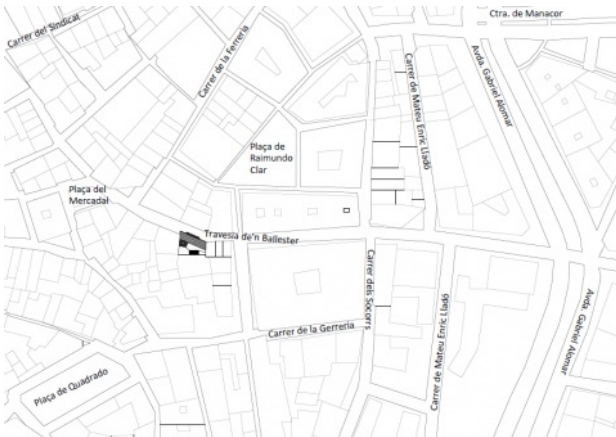 Ctra. de Manacor
Carrer del Sindicat
Carrer de la Ferreria
Carrer de Mateu Enric Lladó
Avda. Gabriel Alomar
Plaça de
Raimundo
Clar
Plaça del
Mercadal
Travesia de'n Ballester
Carrer dels Socorrs
Carrer de Mateu Enric Lladó
Avda. Gabriel Alomar
Carrer de la Gerreria
Plaça de Quadrado